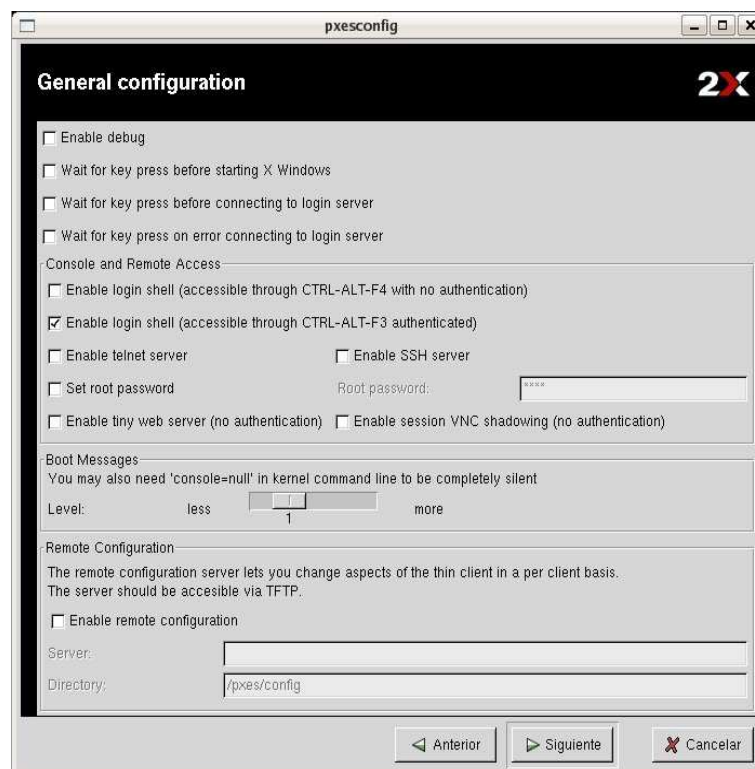 pxesconfig
General configuration
2X
Enable debug
Wait for key press before starting X Windows
Wait for key press before connecting to login server
Wait for key press on error connecting to login server
Console and Remote Access
Enable login shell (accessible through CTRL-ALT-F4 with no authentication)
Enable login shell (accessible through CTRL-ALT-F3 authenticated)
Enable telnet server Enable SSH server
Set root password Root password: ****
Enable tiny web server (no authentication) Enable session VNC shadowing (no authentication)
Boot Messages
You may also need 'console=null' in kernel command line to be completely silent
Level: less 1 more
Remote Configuration
The remote configuration server lets you change aspects of the thin client in a per client basis.
The server should be accesible via TFTP.
Enable remote configuration
Server:
Directory: /pxes/config
Anterior Siguiente Cancelar